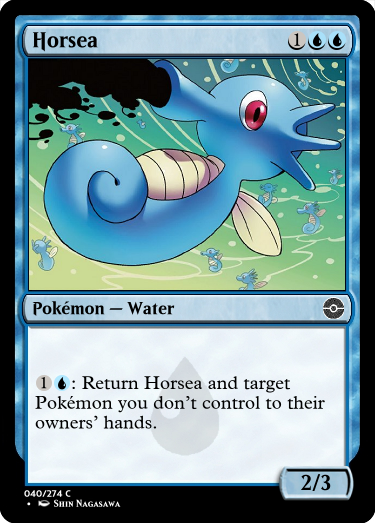 Horsea 1
Pokémon — Water
1: Return Horsea and target
Pokémon you don't control to their
owners' hands.
040/274 C
• Shin Nagasawa
2/3